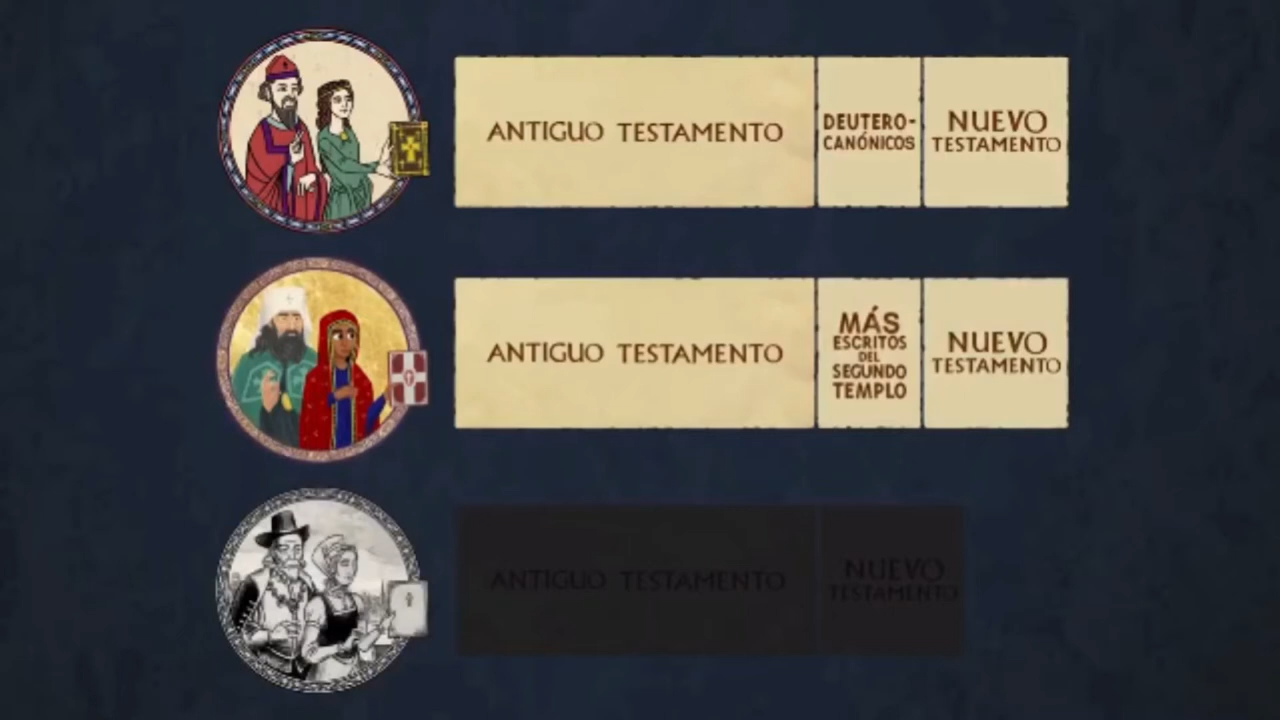 ANTIGUO TESTAMENTO
DEUTERO-
CANÓNICOS
NUEVO
TESTAMENTO
ANTIGUO TESTAMENTO
MÁS
ESCRITOS
DEL
SEGUNDO
TEMPLO
NUEVO
TESTAMENTO
ANTIGUO TESTAMENTO
NUEVO
TESTAMENTO